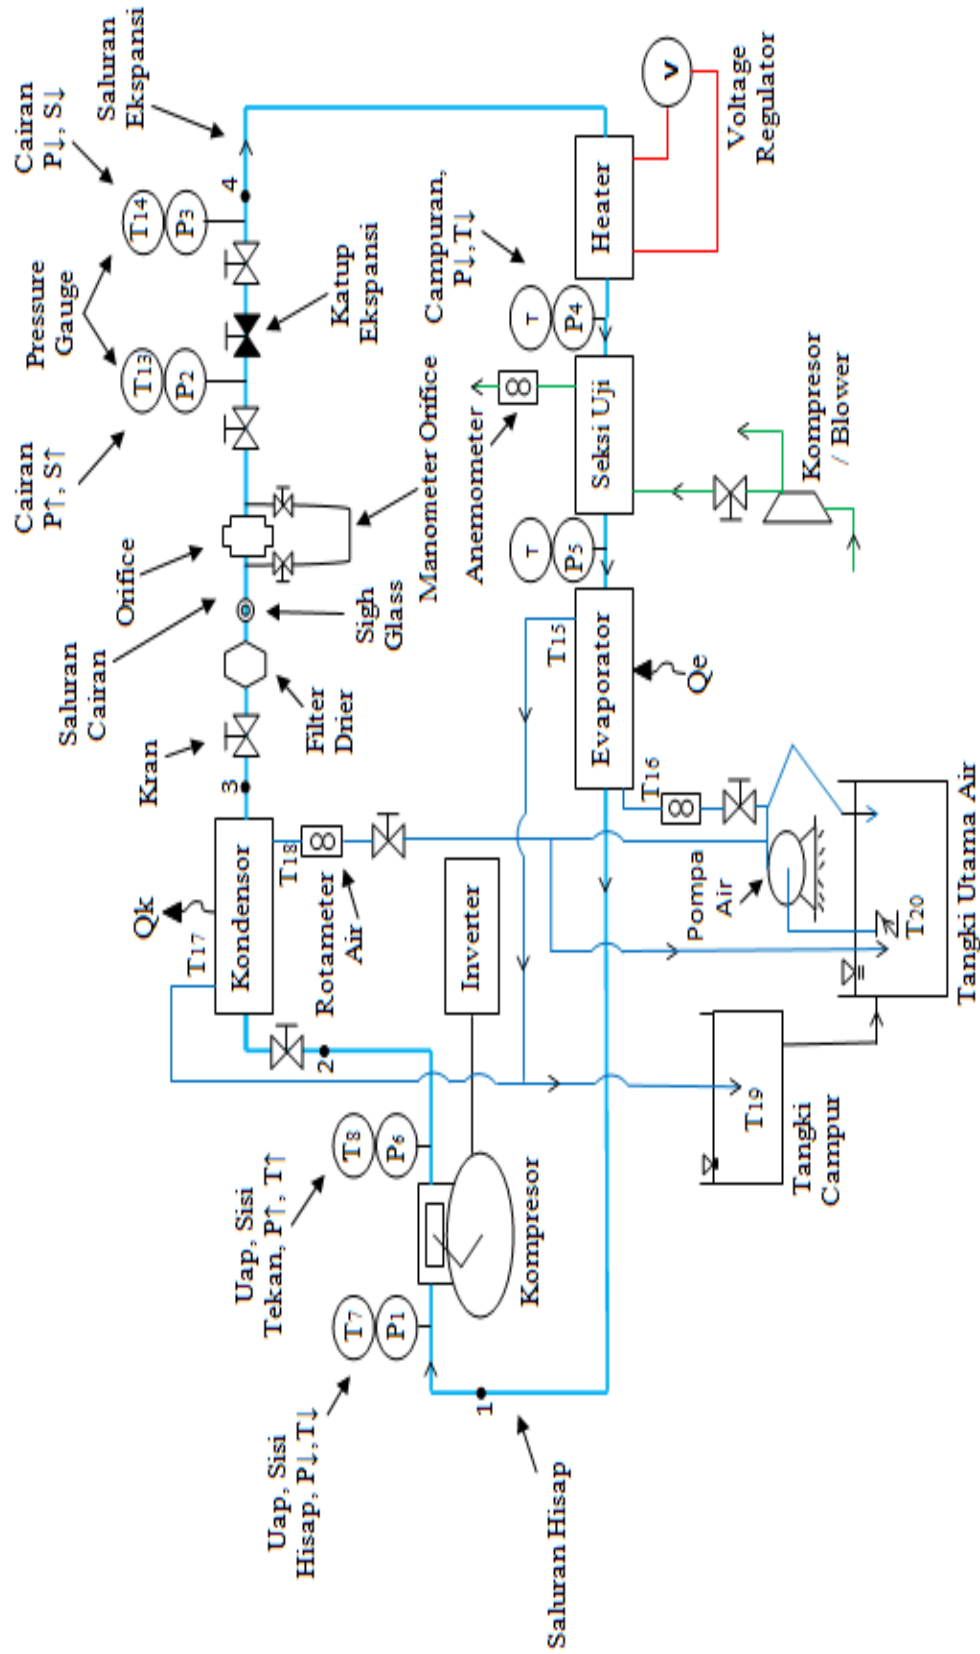 Uap, Sisi
Hisap, P↓,T↓
T7
P1
Uap, Sisi
Tekan, P↑, T↑
T8
P6
Kompresor
Inverter
1
Saluran Hisap
2
Qk
T17
Kondensor
T18
Rotameter
Air
3
Kran
Saluran
Cairan
Filter
Drier
Sigh
Glass
Orifice
Manometer Orifice
Cairan
P↑, S↑
T13
P2
Pressure
Gauge
Katup
Ekspansi
Cairan
P↓, S↓
T14
P3
4
Saluran
Ekspansi
Heater
V
Voltage
Regulator
Campuran,
P↓,T↓
T
P4
Seksi Uji
Anemometer
8
Kompresor
/ Blower
T
P5
Evaporator
T15
T16
Qe
8
8
Pompa
Air
T20
Tangki Utama Air
T19
Tangki
Campur